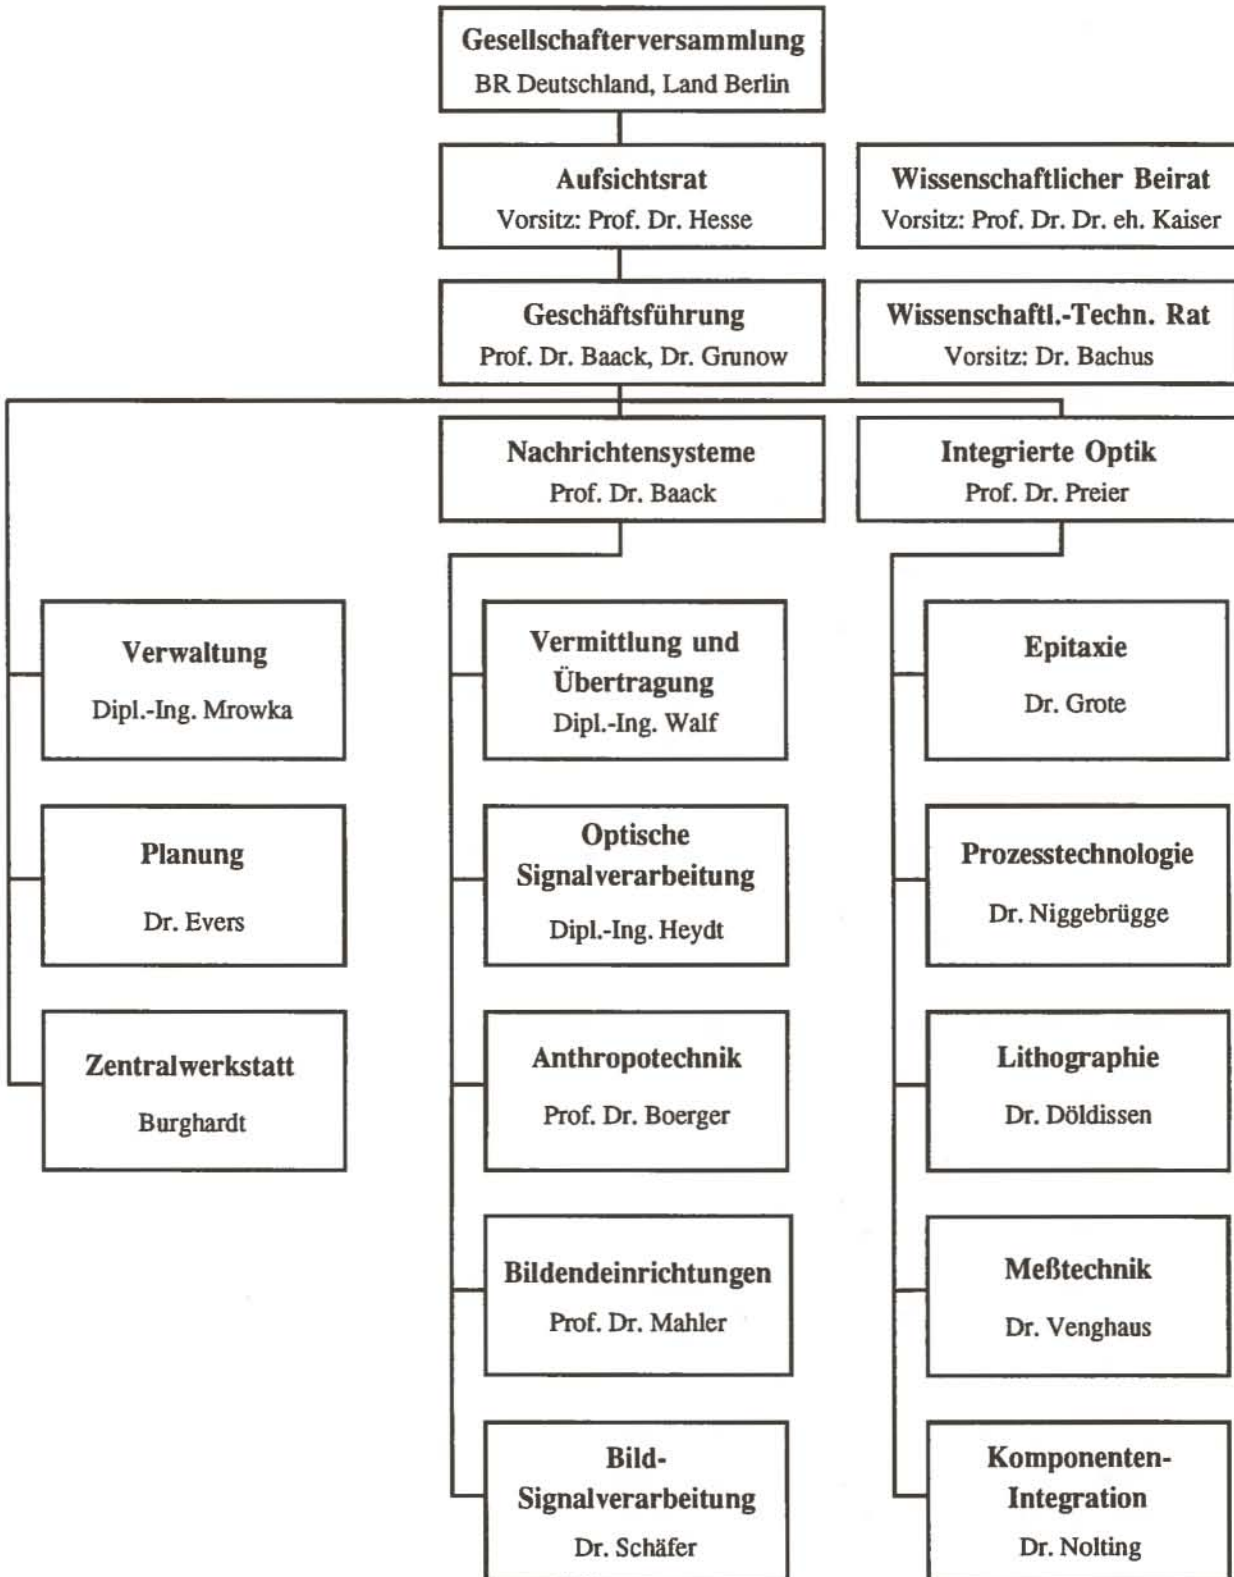 Gesellschafterversammlung
BR Deutschland, Land Berlin
Aufsichtsrat
Vorsitz: Prof. Dr. Hesse
Wissenschaftlicher Beirat
Vorsitz: Prof. Dr. Dr. eh. Kaiser
Geschäftsführung
Prof. Dr. Baack, Dr. Grunow
Wissenschaftl.-Techn. Rat
Vorsitz: Dr. Bachus
Nachrichtensysteme
Prof. Dr. Baack
Integrierte Optik
Prof. Dr. Preier
Verwaltung
Dipl.-Ing. Mrowka
Planung
Dr. Evers
Zentralwerkstatt
Burghardt
Vermittlung und
Übertragung
Dipl.-Ing. Walf
Optische
Signalverarbeitung
Dipl.-Ing. Heydt
Anthropotechnik
Prof. Dr. Boerger
Bildendeinrichtungen
Prof. Dr. Mahler
Bild-
Signalverarbeitung
Dr. Schäfer
Epitaxie
Dr. Grote
Prozesstechnologie
Dr. Niggebrügge
Lithographie
Dr. Döldissen
Meßtechnik
Dr. Venghaus
Komponenten-
Integration
Dr. Nolting